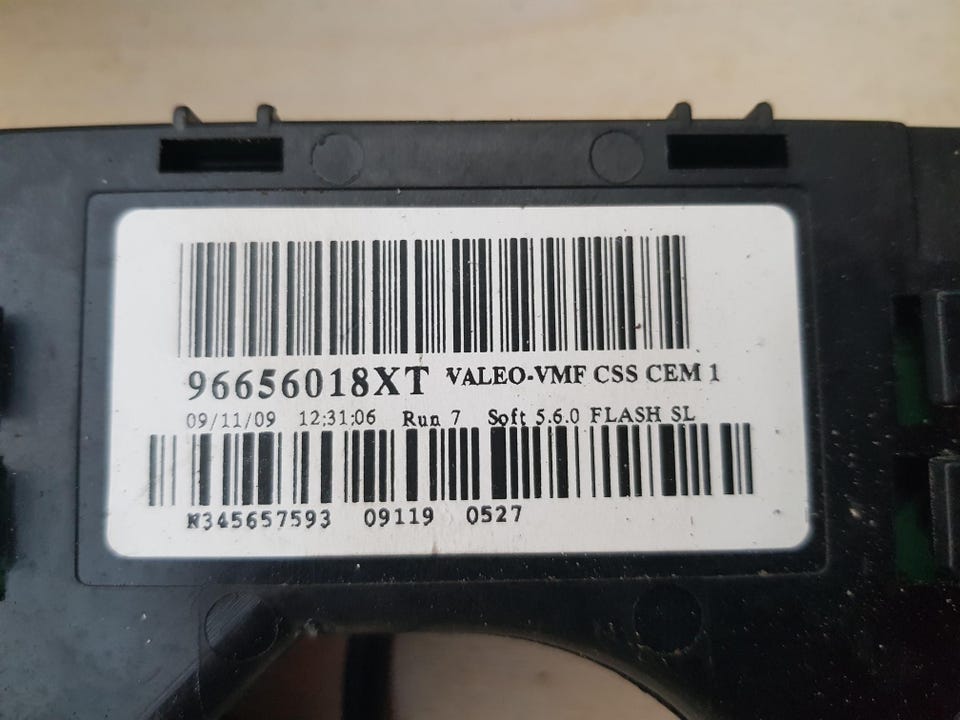 96656018XT VALEO-VMF CSS CEM 1
09/11/09 12:31:06 Run 7 Soft 5.6.0 FLASH SL
N345657593 09119 0527